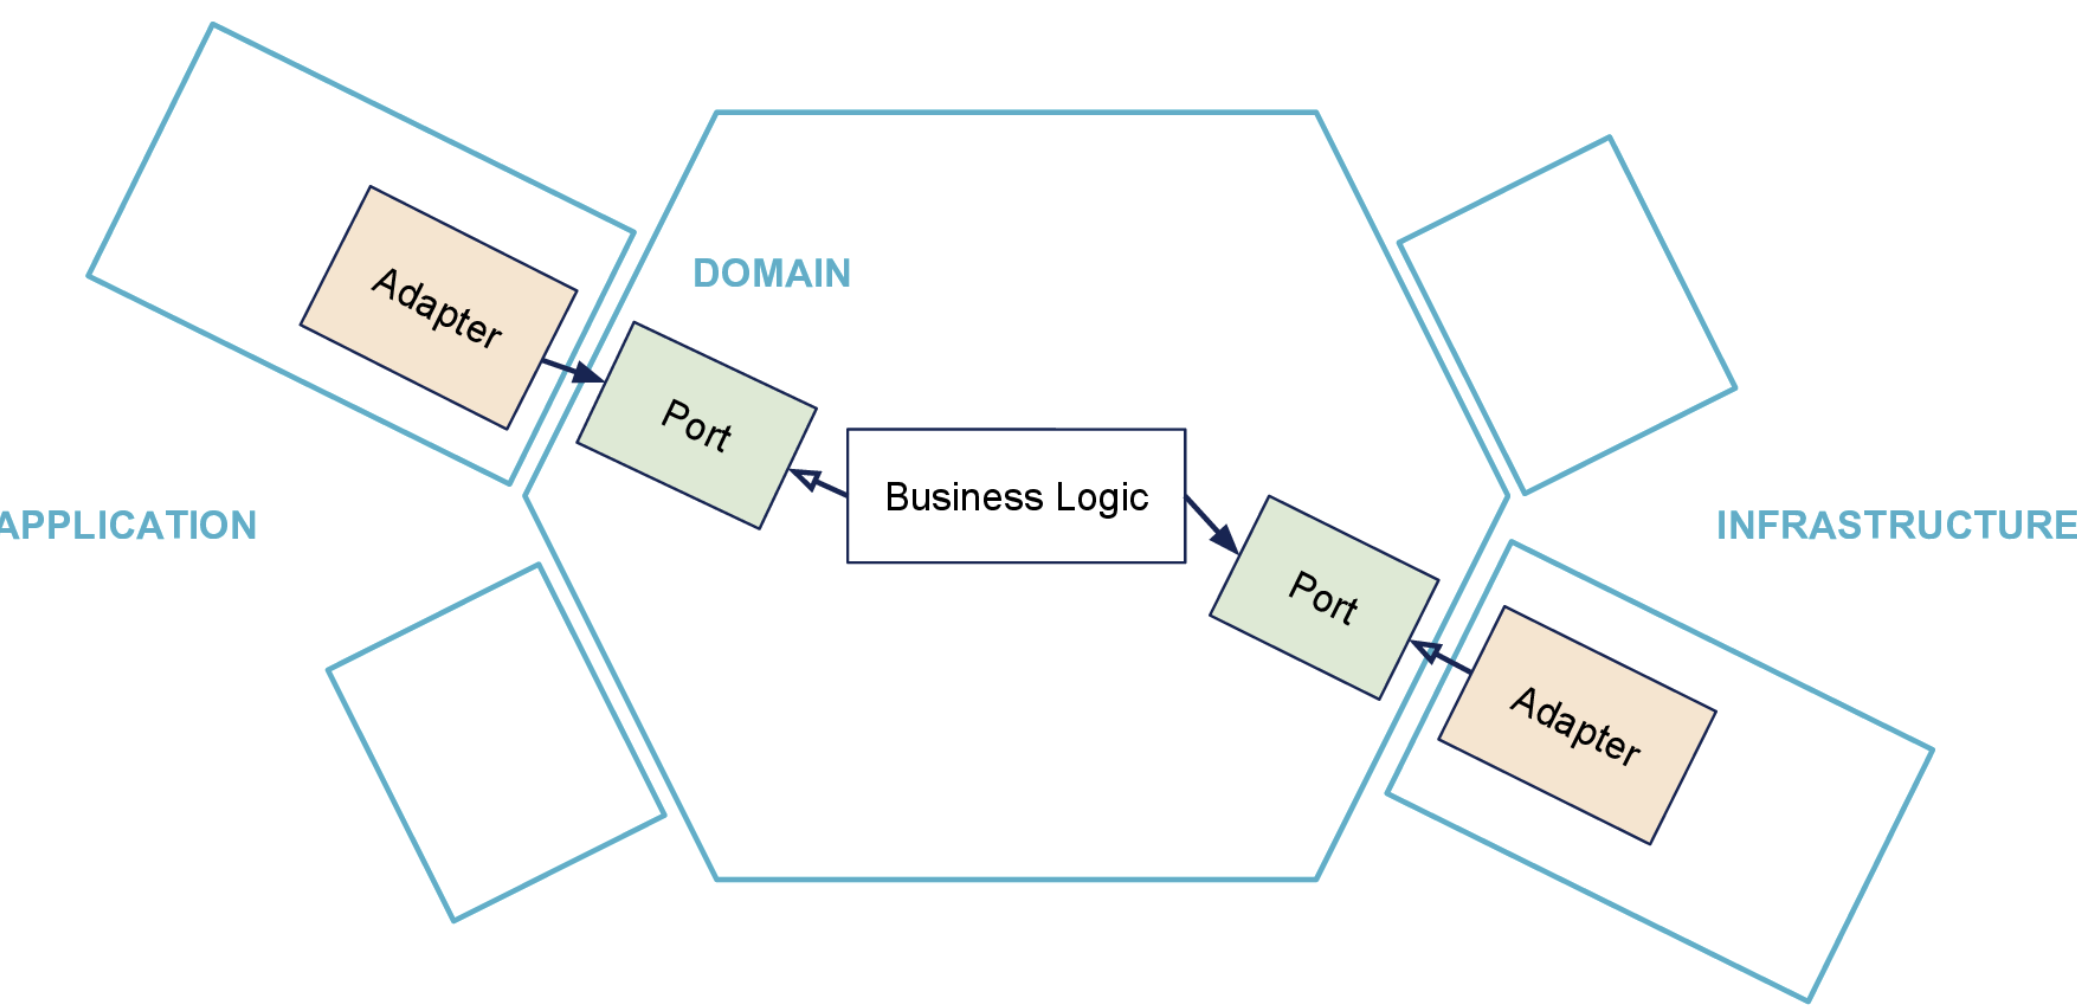 DOMAIN
Adapter
Port
Business Logic
APPLICATION
INFRASTRUCTURE
Port
Adapter